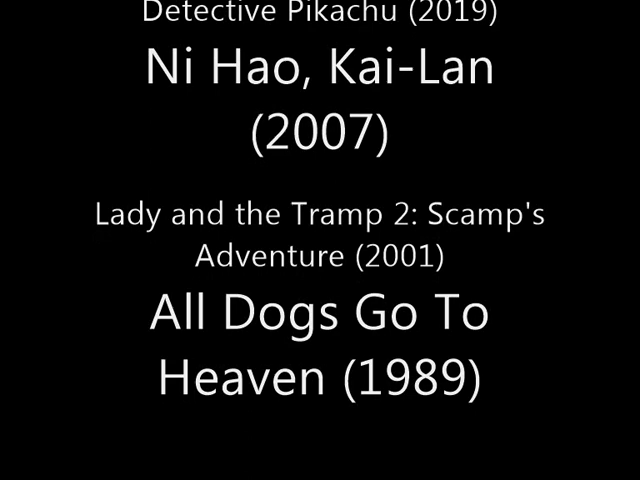 Detective Pikachu (2019)
Ni Hao, Kai-Lan
(2007)
Lady and the Tramp 2: Scamp's
Adventure (2001)
All Dogs Go To
Heaven (1989)